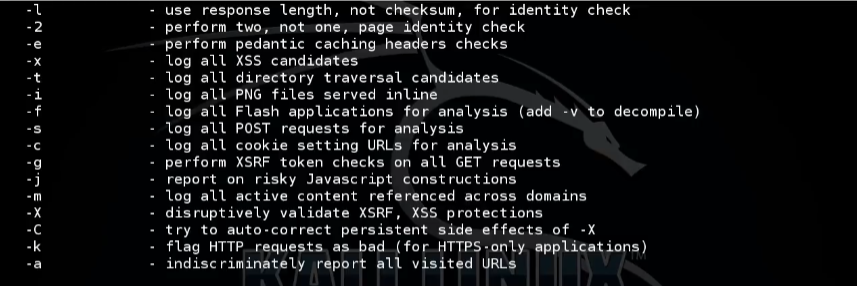 -l - use response length, not checksum, for identity check
-2 - perform two, not one, page identity check
-e - perform pedantic caching headers checks
-x - log all XSS candidates
-t - log all directory traversal candidates
-i - log all PNG files served inline
-f - log all Flash applications for analysis (add -v to decompile)
-s - log all POST requests for analysis
-c - log all cookie setting URLs for analysis
-g - perform XSRF token checks on all GET requests
-j - report on risky Javascript constructions
-m - log all active content referenced across domains
-X - disruptively validate XSRF, XSS protections
-C - try to auto-correct persistent side effects of -X
-k - flag HTTP requests as bad (for HTTPS-only applications)
-a - indiscriminately report all visited URLs
KALI LINUX TM